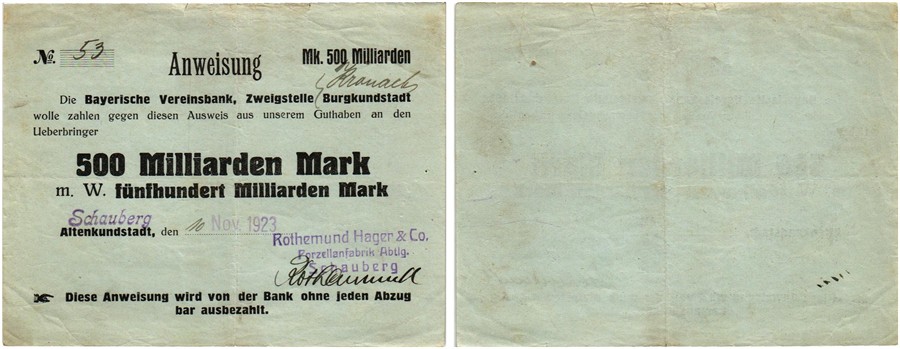 №. 53
Anweisung
Mk. 500 Milliarden
Kronach
Die Bayerische Vereinsbank, Zweigstelle Burgkundstadt
wolle zahlen gegen diesen Ausweis aus unserem Guthaben an den
Ueberbringer
500 Milliarden Mark
m. W. fünfhundert Milliarden Mark
Schauberg
Altenkundstadt, den 10 Nov. 1923
Rothemund Hager & Co.
Porzellanfabrik Abtlg.
Schauberg
Rothemund
Diese Anweisung wird von der Bank ohne jeden Abzug
bar ausbezahlt.